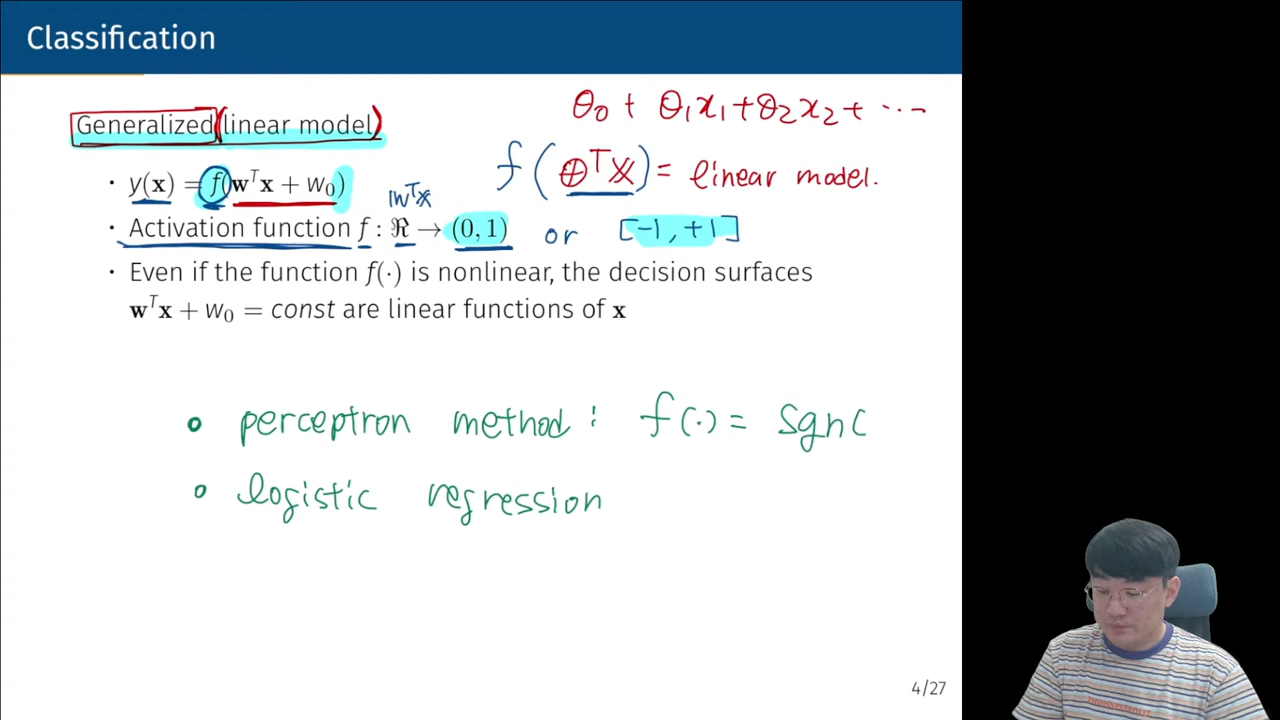 Classification
θ₀ + θ₁x₁ + θ₂x₂ + ⋯
Generalized (linear model)
f(⊕ᵀx) = linear model.
· y(x) = f(wᵀx + w₀)
wᵀx
· Activation function f : ℜ → (0, 1) or [-1, +1]
· Even if the function f(·) is nonlinear, the decision surfaces
wᵀx + w₀ = const are linear functions of x
∘ perceptron method : f(·) = Sgn(
∘ logistic regression
4/27